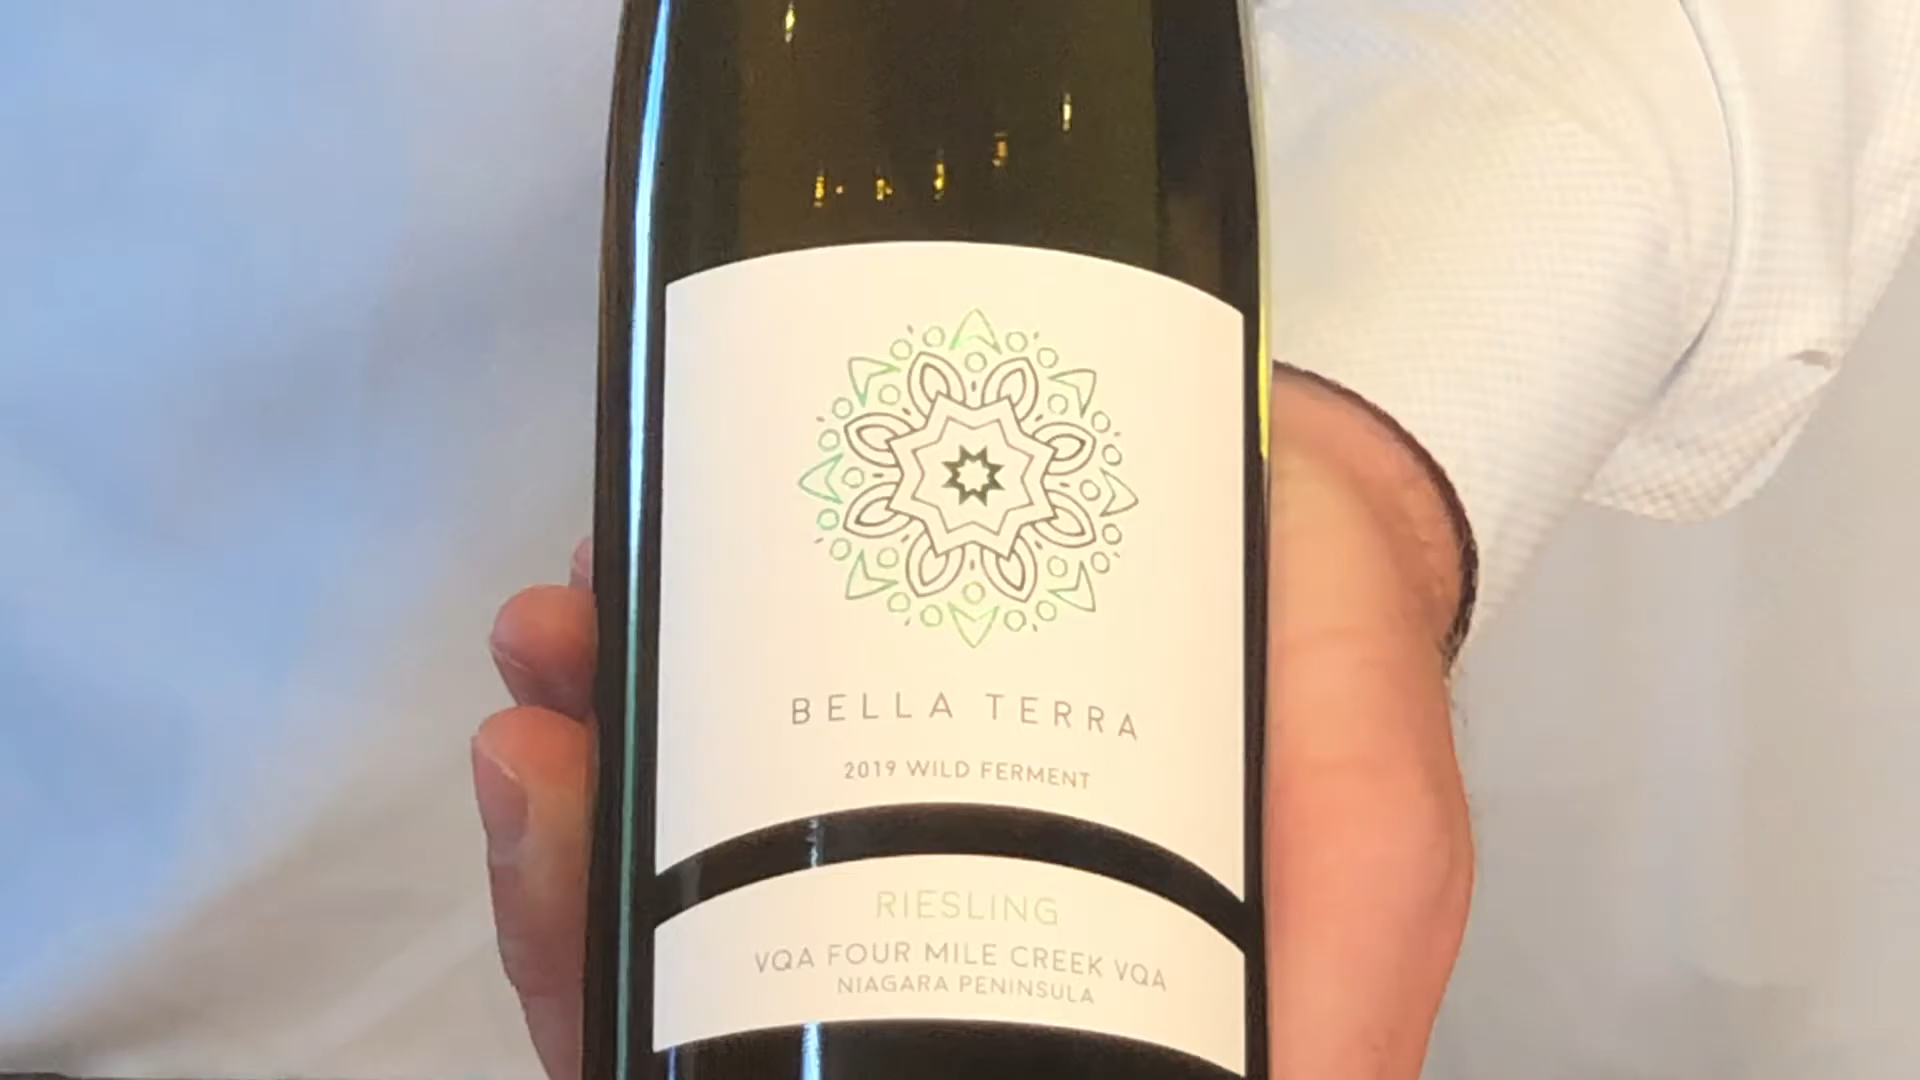 BELLA TERRA
2019 WILD FERMENT
RIESLING
VQA FOUR MILE CREEK VQA
NIAGARA PENINSULA